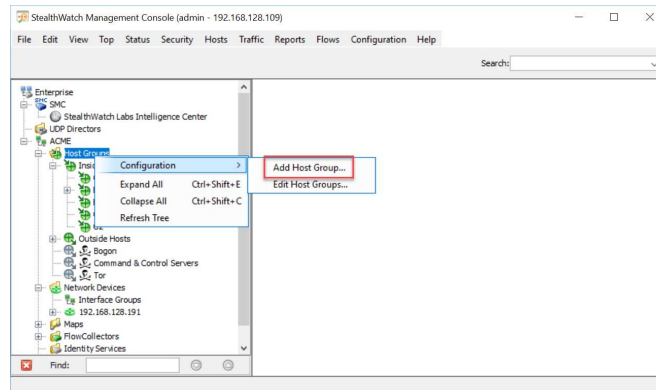 StealthWatch Management Console (admin - 192.168.128.109)
File Edit View Top Status Security Hosts Traffic Reports Flows Configuration Help
Search:
Enterprise
SMC
SMC
StealthWatch Labs Intelligence Center
UDP Directors
ACME
Host Groups
Insi
Configuration
Add Host Group...
Expand All Ctrl+Shift+E
Edit Host Groups...
Collapse All Ctrl+Shift+C
Refresh Tree
Outside Hosts
Bogon
Command & Control Servers
Tor
Network Devices
Interface Groups
192.168.128.191
Maps
FlowCollectors
Identity Services
Find: